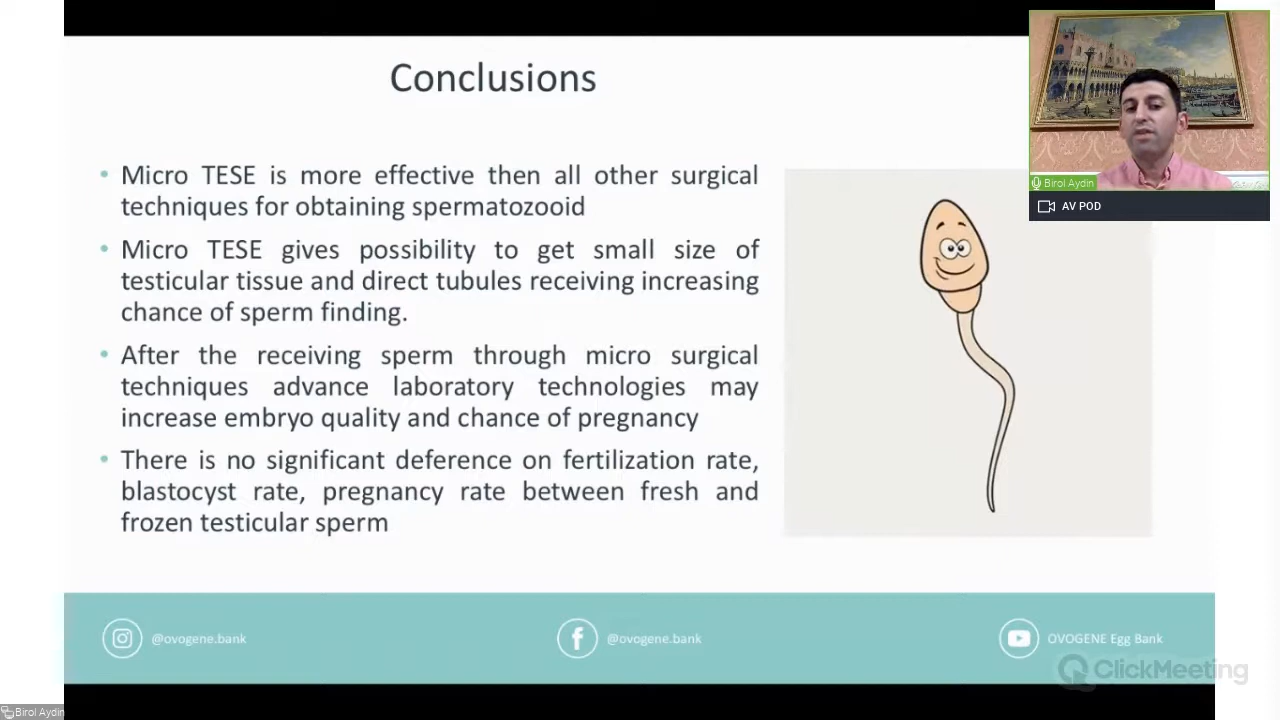 Conclusions
• Micro TESE is more effective then all other surgical
techniques for obtaining spermatozooid
• Micro TESE gives possibility to get small size of
testicular tissue and direct tubules receiving increasing
chance of sperm finding.
• After the receiving sperm through micro surgical
techniques advance laboratory technologies may
increase embryo quality and chance of pregnancy
• There is no significant deference on fertilization rate,
blastocyst rate, pregnancy rate between fresh and
frozen testicular sperm
Birol Aydin
AV POD
@ovogene.bank
@ovogene.bank
OVOGENE Egg Bank
ClickMeeting
Birol Aydin